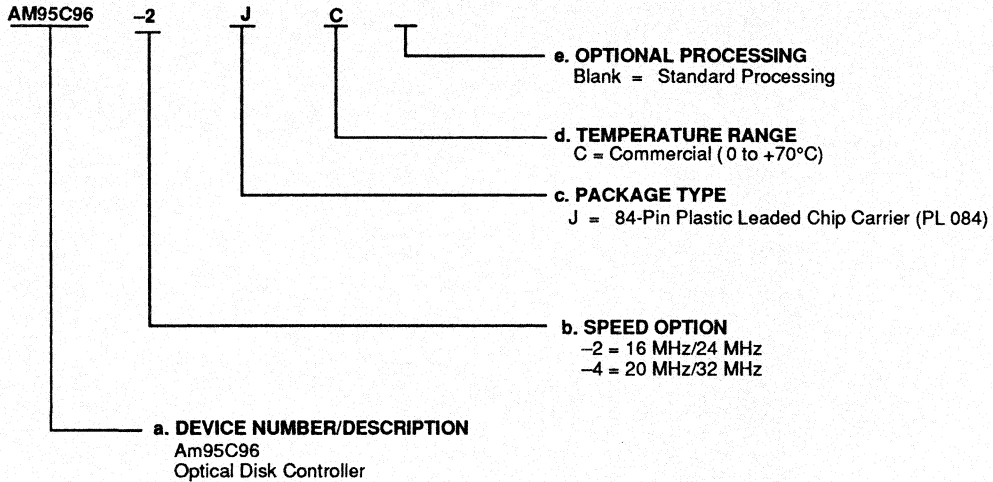 AM95C96 –2 J C
e. OPTIONAL PROCESSING
Blank = Standard Processing
d. TEMPERATURE RANGE
C = Commercial ( 0 to +70°C)
c. PACKAGE TYPE
J = 84-Pin Plastic Leaded Chip Carrier (PL 084)
b. SPEED OPTION
–2 = 16 MHz/24 MHz
–4 = 20 MHz/32 MHz
a. DEVICE NUMBER/DESCRIPTION
Am95C96
Optical Disk Controller